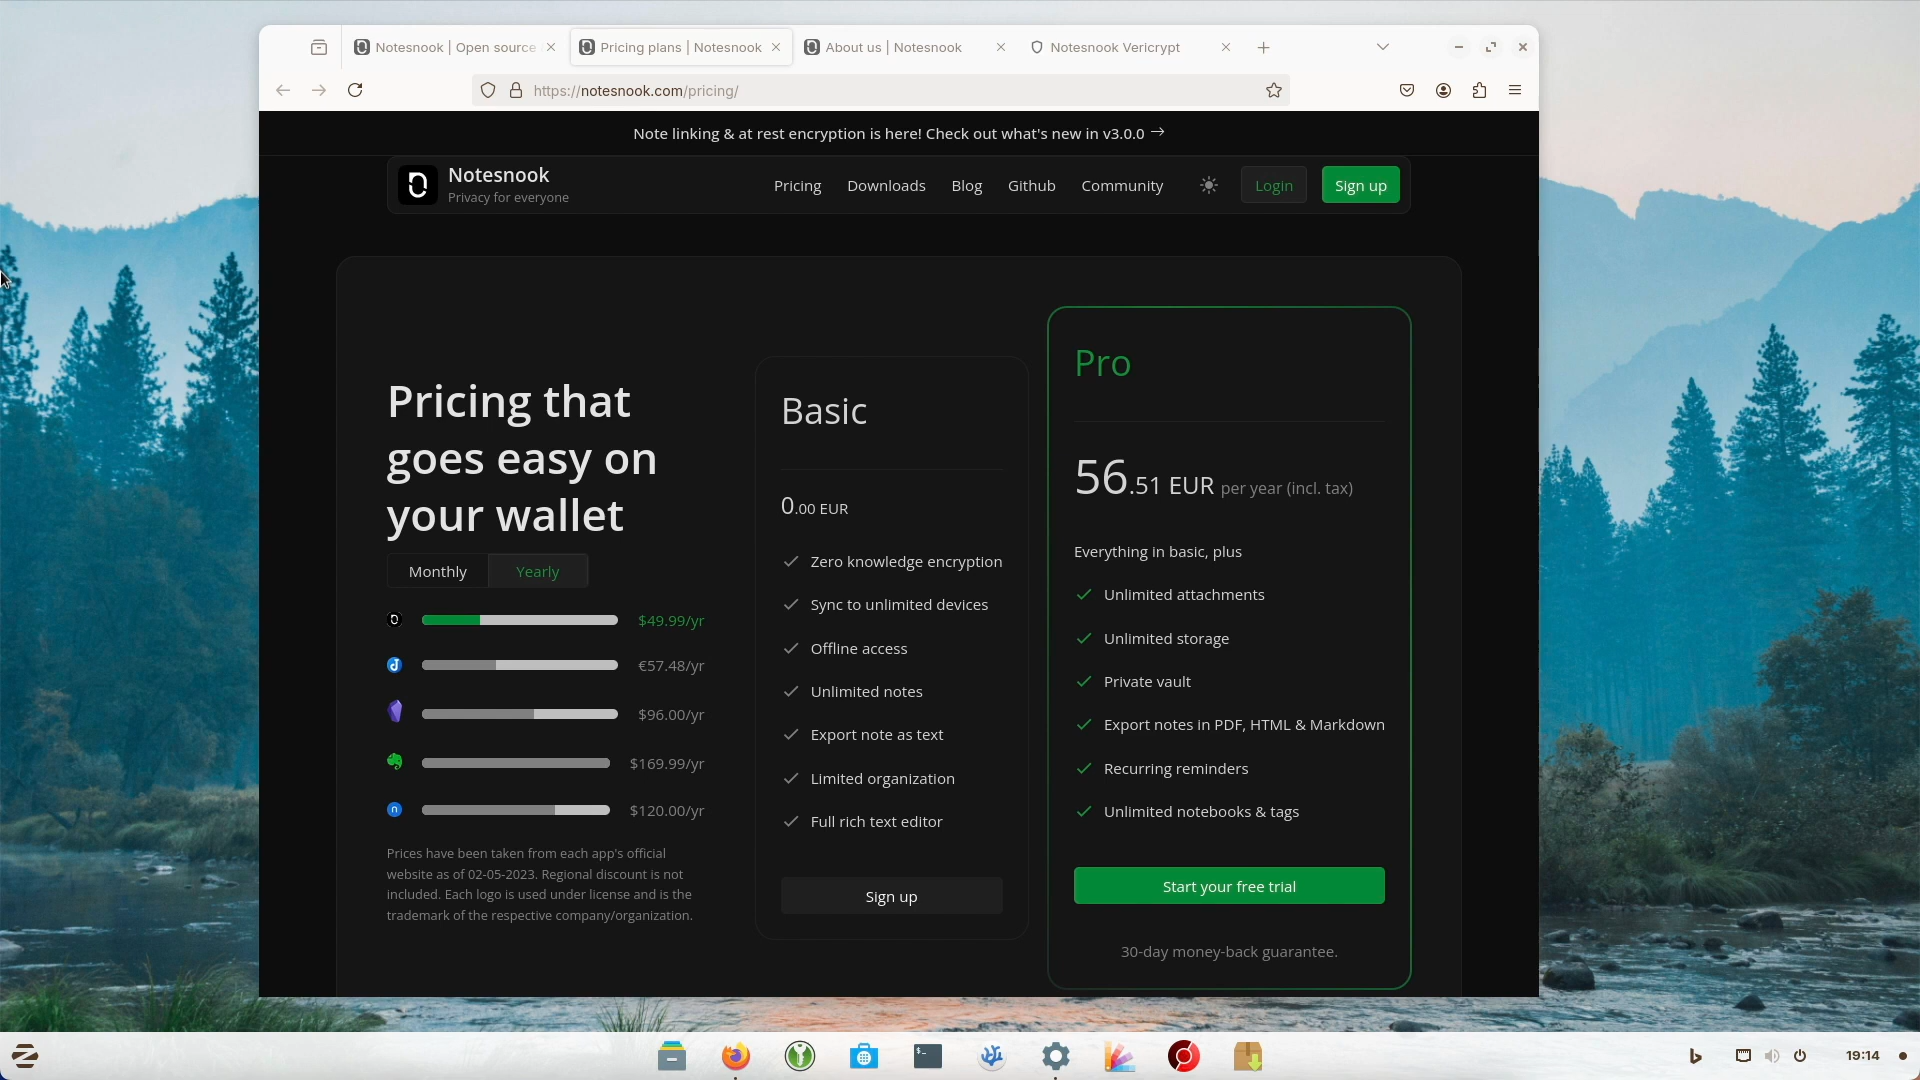 Notesnook | Open source
Pricing plans | Notesnook
About us | Notesnook
Notesnook Vericrypt
https://notesnook.com/pricing/
Note linking & at rest encryption is here! Check out what's new in v3.0.0 →
Notesnook
Privacy for everyone
Pricing
Downloads
Blog
Github
Community
Login
Sign up
Pricing that
goes easy on
your wallet
Monthly
Yearly
$49.99/yr
€57.48/yr
$96.00/yr
$169.99/yr
$120.00/yr
Prices have been taken from each app's official
website as of 02-05-2023. Regional discount is not
included. Each logo is used under license and is the
trademark of the respective company/organization.
Basic
0.00 EUR
Zero knowledge encryption
Sync to unlimited devices
Offline access
Unlimited notes
Export note as text
Limited organization
Full rich text editor
Sign up
Pro
56.51 EUR per year (incl. tax)
Everything in basic, plus
Unlimited attachments
Unlimited storage
Private vault
Export notes in PDF, HTML & Markdown
Recurring reminders
Unlimited notebooks & tags
Start your free trial
30-day money-back guarantee.
19:14